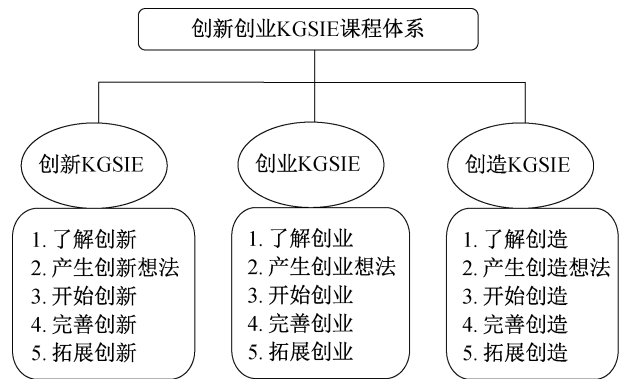 创新创业KGSIE课程体系
创新KGSIE
创业KGSIE
创造KGSIE
1. 了解创新
2. 产生创新想法
3. 开始创新
4. 完善创新
5. 拓展创新
1. 了解创业
2. 产生创业想法
3. 开始创业
4. 完善创业
5. 拓展创业
1. 了解创造
2. 产生创造想法
3. 开始创造
4. 完善创造
5. 拓展创造